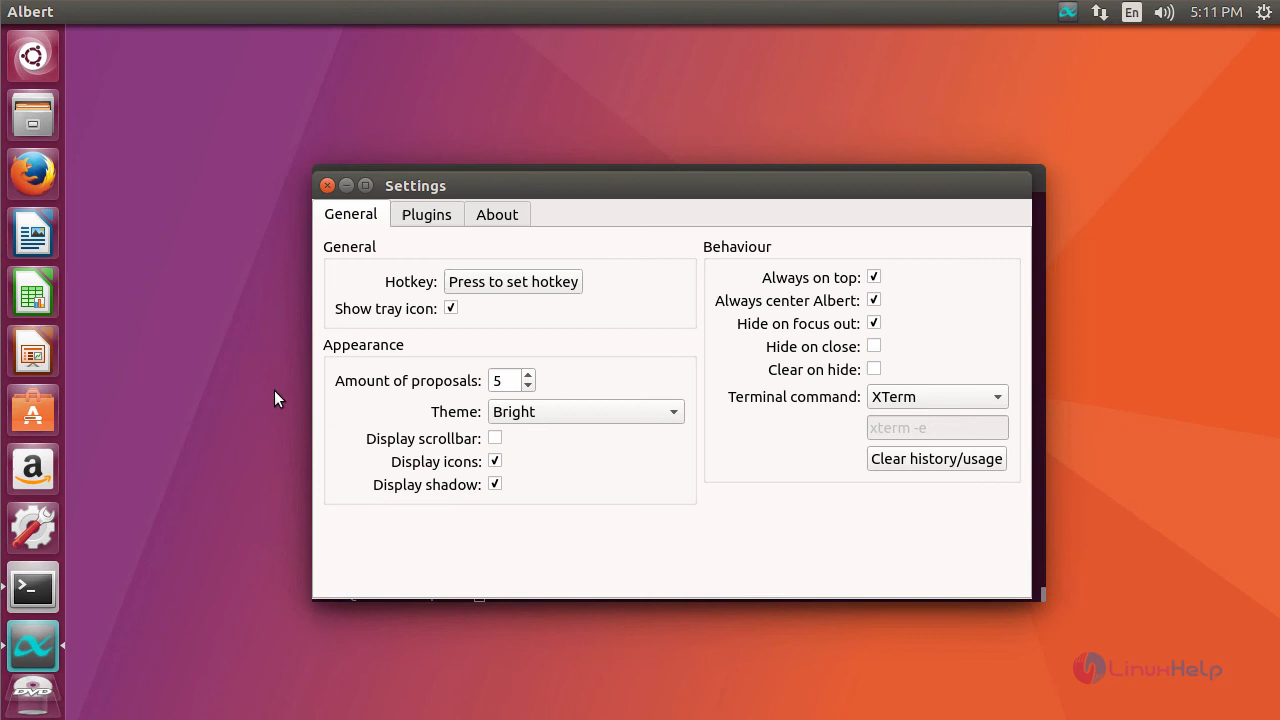 Albert
En
5:11 PM
Settings
General
Plugins
About
General
Hotkey: Press to set hotkey
Show tray icon:
Appearance
Amount of proposals: 5
Theme: Bright
Display scrollbar:
Display icons:
Display shadow:
Behaviour
Always on top:
Always center Albert:
Hide on focus out:
Hide on close:
Clear on hide:
Terminal command: XTerm
xterm -e
Clear history/usage
DVD
LinuxHelp